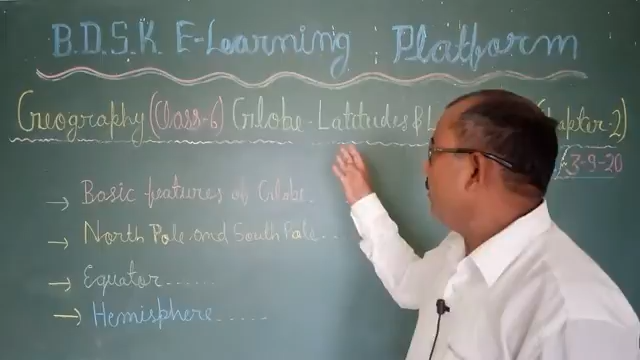 B.D.S.K E-Learning Platform
Geography (Class-6) Globe - Latitudes & L (Chapter-2)
3-9-20
→ Basic features of Globe.
→ North Pole and South Pole...
→ Equator......
→ Hemisphere......